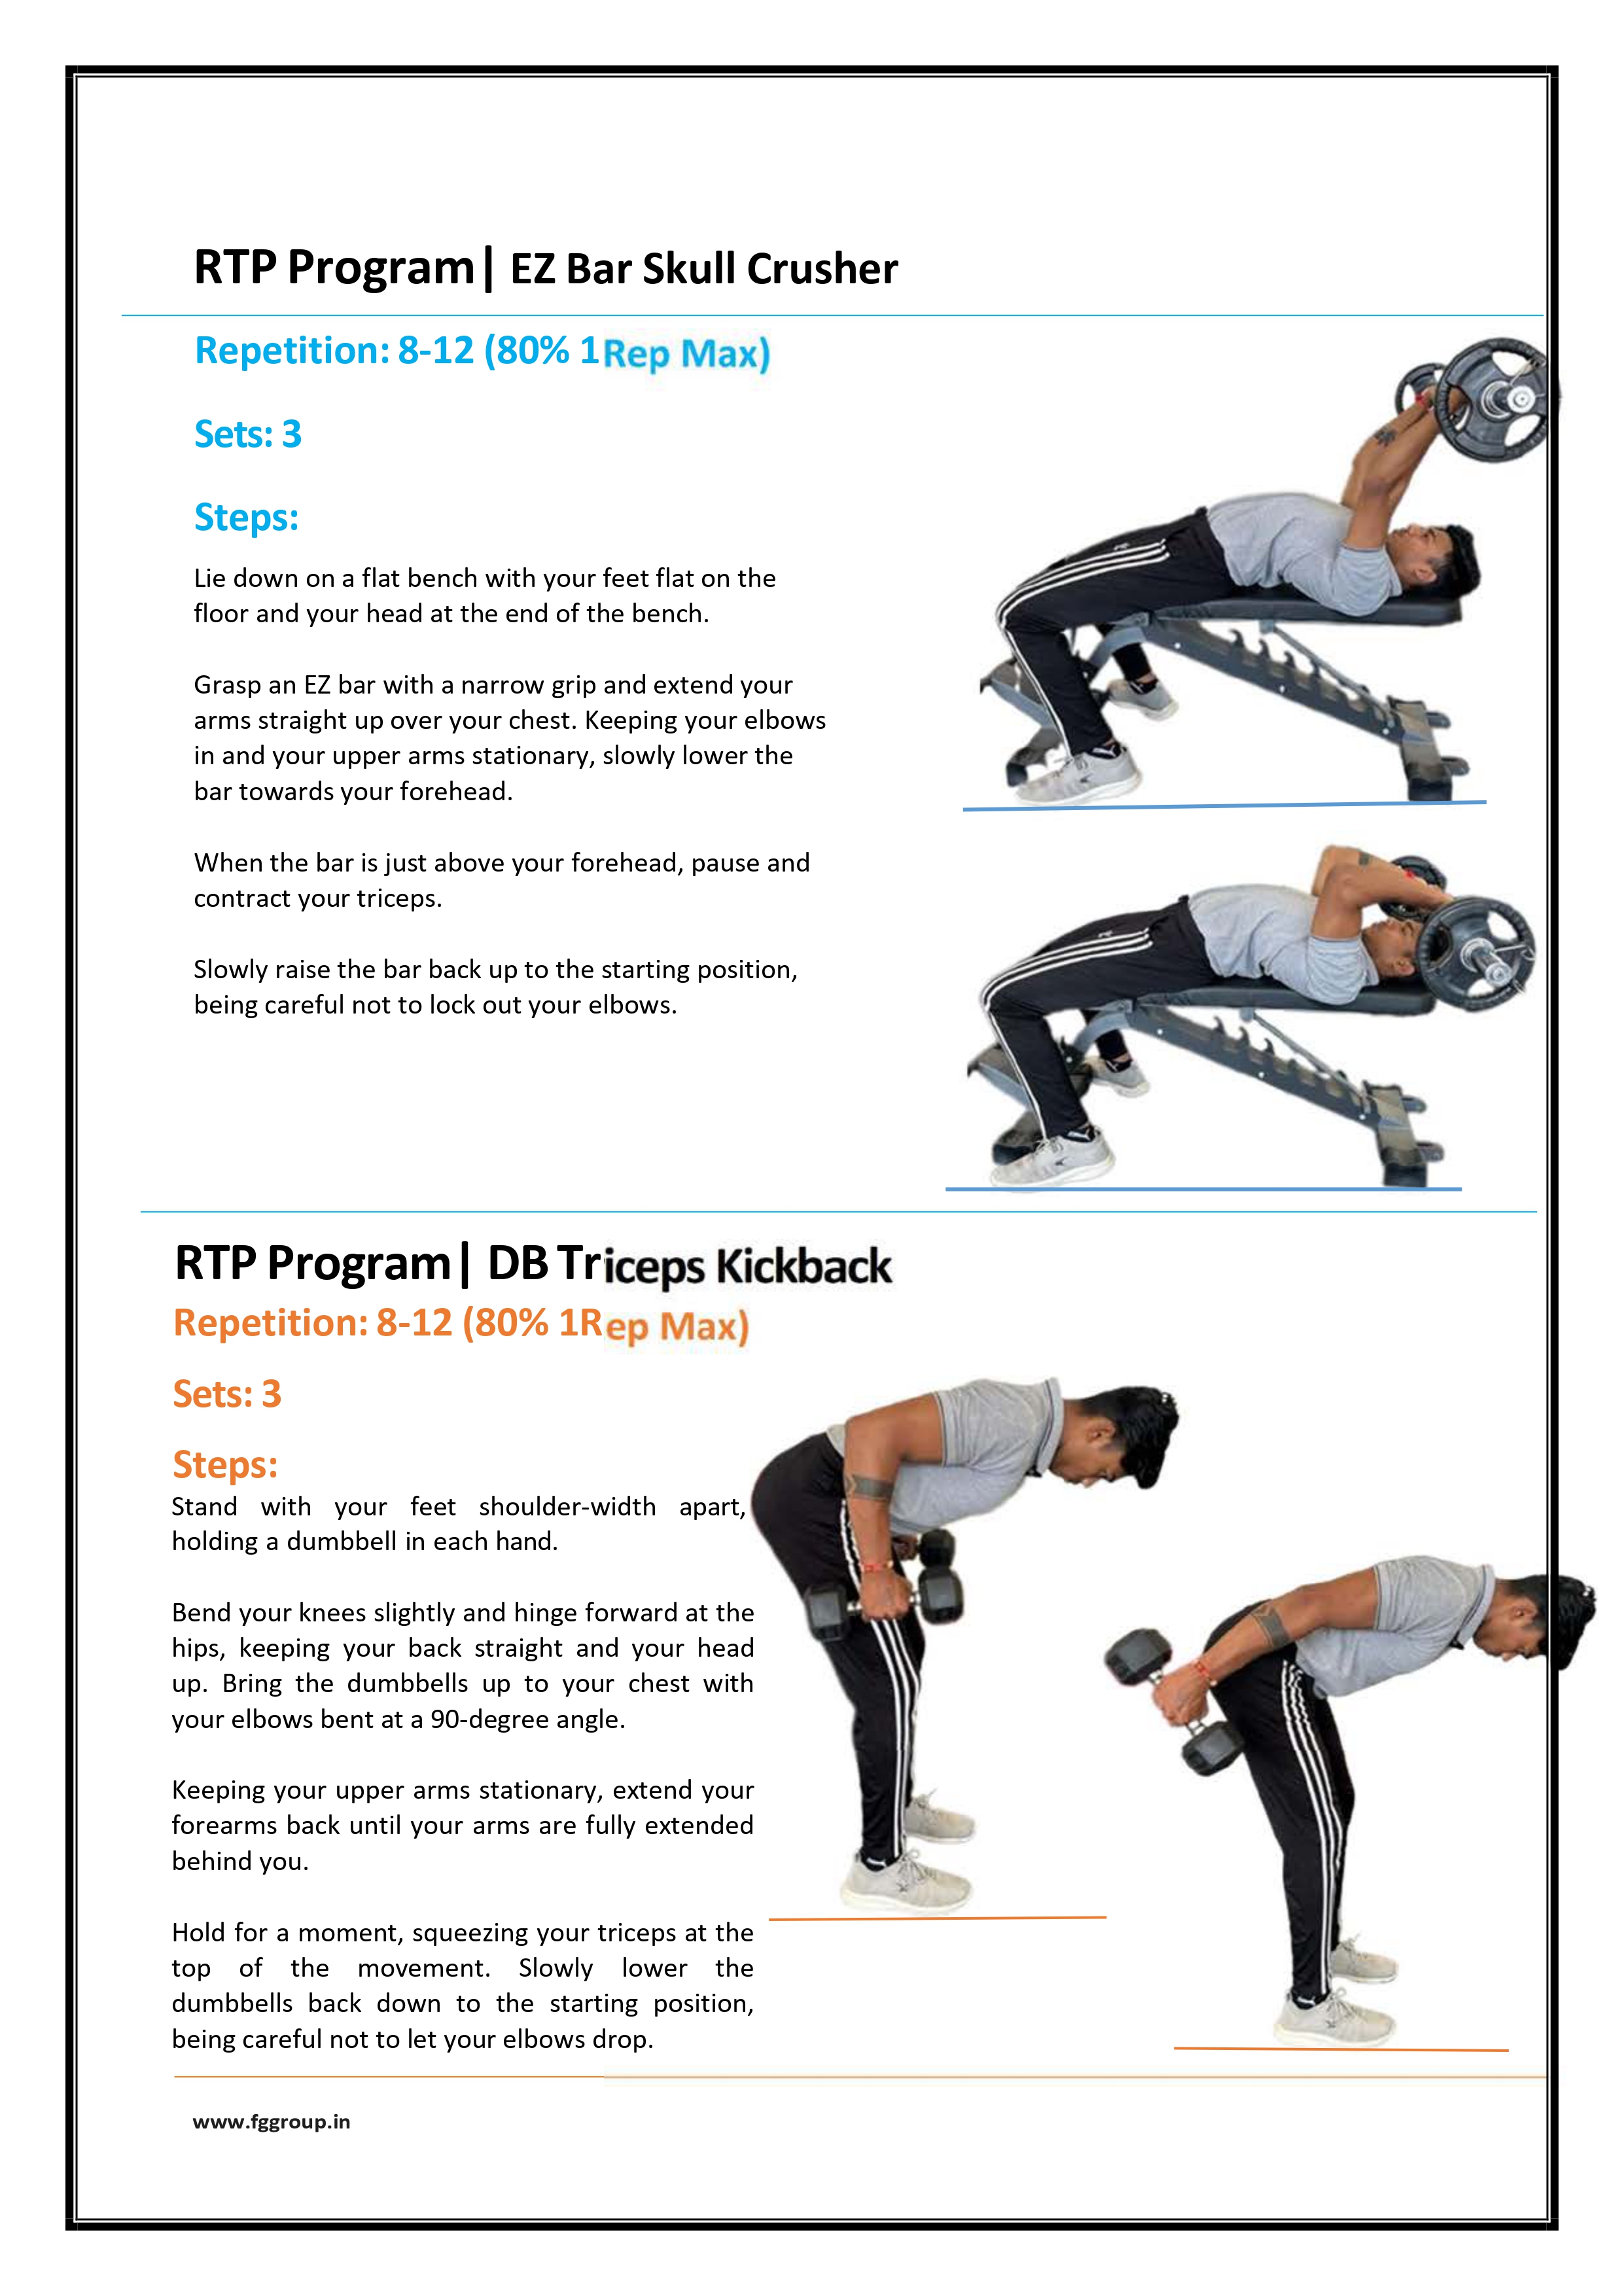 RTP Program| EZ Bar Skull Crusher
Repetition: 8-12 (80% 1Rep Max)
Sets: 3
Steps:
Lie down on a flat bench with your feet flat on the
floor and your head at the end of the bench.
Grasp an EZ bar with a narrow grip and extend your
arms straight up over your chest. Keeping your elbows
in and your upper arms stationary, slowly lower the
bar towards your forehead.
When the bar is just above your forehead, pause and
contract your triceps.
Slowly raise the bar back up to the starting position,
being careful not to lock out your elbows.
RTP Program| DB Triceps Kickback
Repetition: 8-12 (80% 1Rep Max)
Sets: 3
Steps:
Stand with your feet shoulder-width apart,
holding a dumbbell in each hand.
Bend your knees slightly and hinge forward at the
hips, keeping your back straight and your head
up. Bring the dumbbells up to your chest with
your elbows bent at a 90-degree angle.
Keeping your upper arms stationary, extend your
forearms back until your arms are fully extended
behind you.
Hold for a moment, squeezing your triceps at the
top of the movement. Slowly lower the
dumbbells back down to the starting position,
being careful not to let your elbows drop.
www.fggroup.in